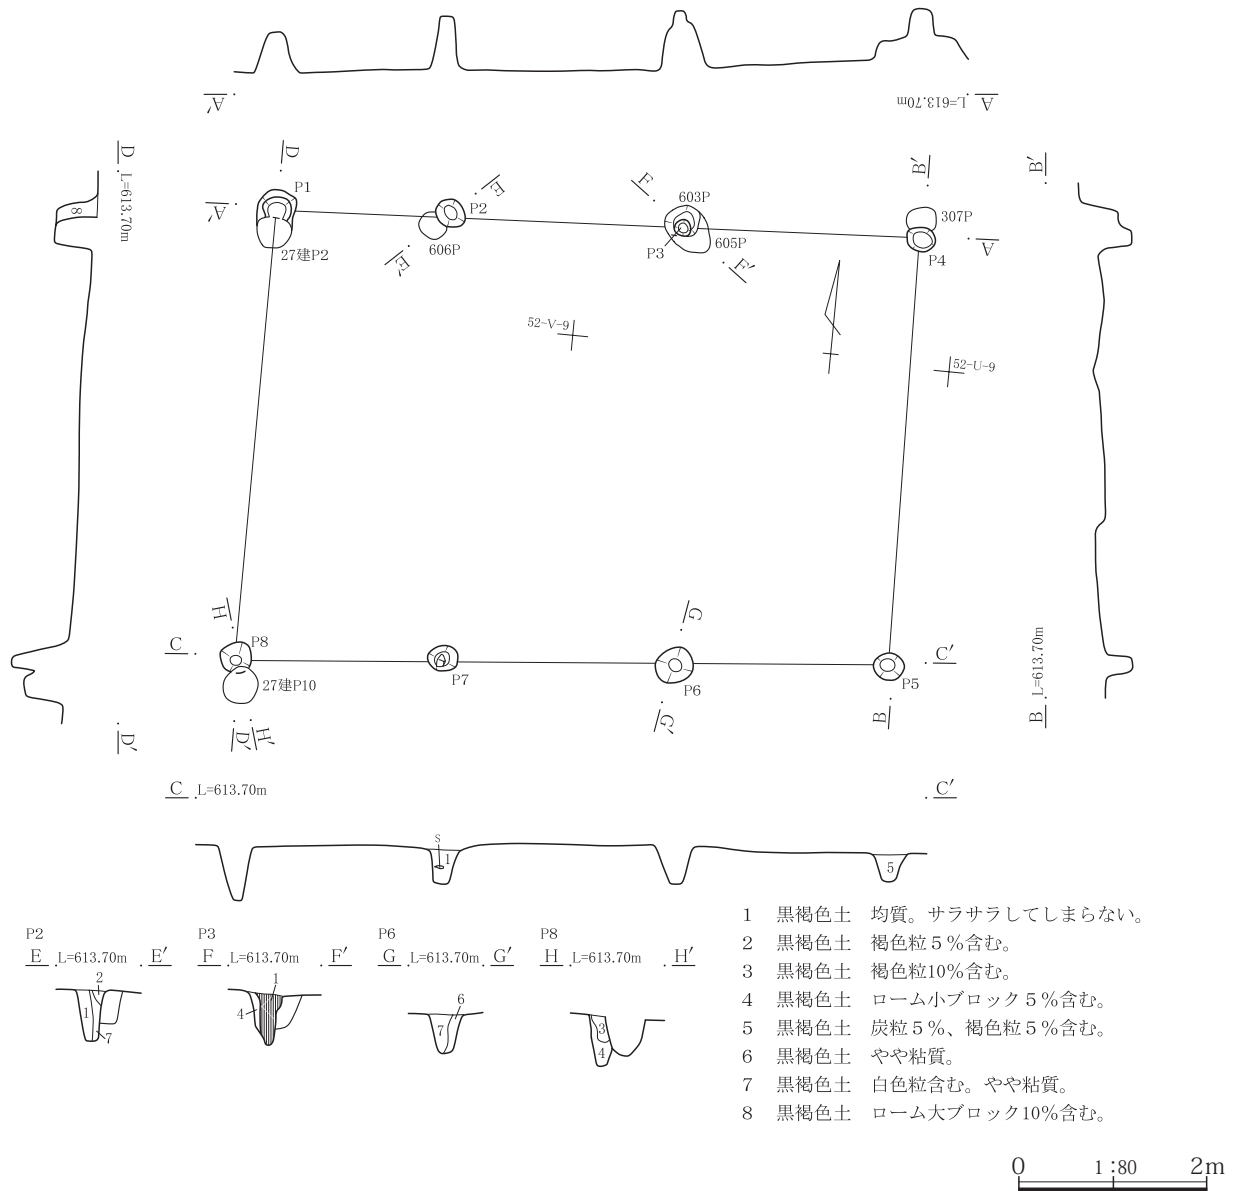 A′
L=613.70m
A
D
L=613.70m
8
D
P1
A′
27建P2
E
P2
606P
E′
F
603P
P3
605P
F′
B′
307P
A
P4
B′
52-V-9
52-U-9
H
C
P8
27建P10
D′
H′
D′
P7
G
P6
G′
C′
P5
B
L=613.70m
B
C
L=613.70m
C′
S
1
5
P2
E
L=613.70m
E′
2
1
7
P3
F
L=613.70m
F′
1
4
P6
G
L=613.70m
G′
6
7
P8
H
L=613.70m
H′
3
4
1 黒褐色土 均質。サラサラしてしまらない。
2 黒褐色土 褐色粒5%含む。
3 黒褐色土 褐色粒10%含む。
4 黒褐色土 ローム小ブロック5%含む。
5 黒褐色土 炭粒5%、褐色粒5%含む。
6 黒褐色土 やや粘質。
7 黒褐色土 白色粒含む。やや粘質。
8 黒褐色土 ローム大ブロック10%含む。
0 1:80 2m